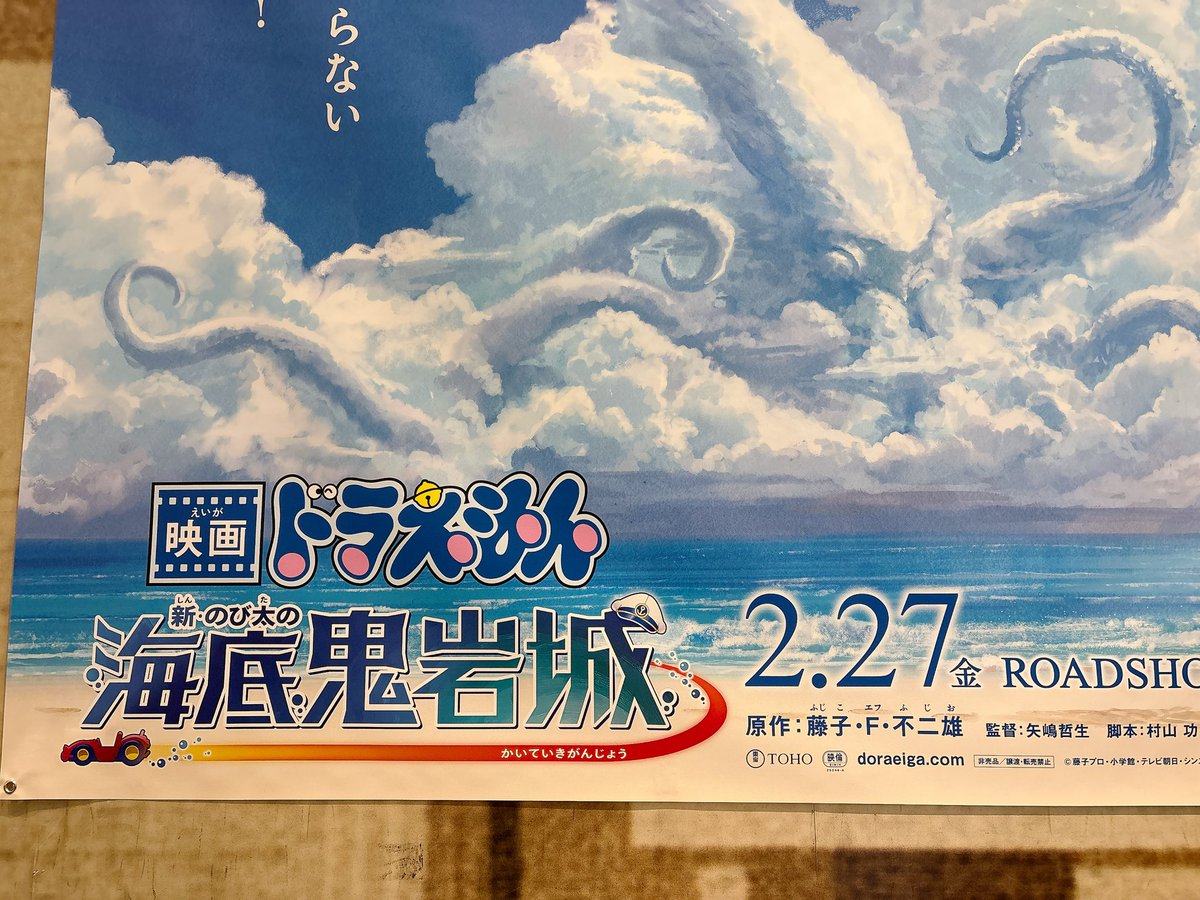 ！
らない
えいが
映画
ドラえもん
しん た
新・のび太の
海底鬼岩城
かいていきがんじょう
2.27金 ROADSHO
ふじこ エフ ふじお
原作：藤子・F・不二雄 監督：矢嶋哲生 脚本：村山 功
TOHO 映倫 doraeiga.com 非売品／譲渡・転売禁止 ©藤子プロ・小学館・テレビ朝日・シン